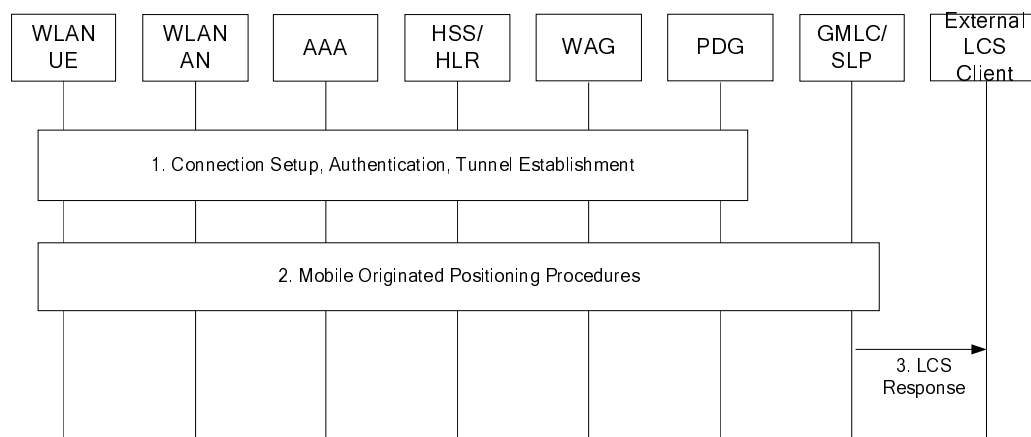 WLAN
UE
WLAN
AN
AAA
HSS/
HLR
WAG
PDG
GMLC/
SLP
External
LCS
Client
1. Connection Setup, Authentication, Tunnel Establishment
2. Mobile Originated Positioning Procedures
3. LCS
Response